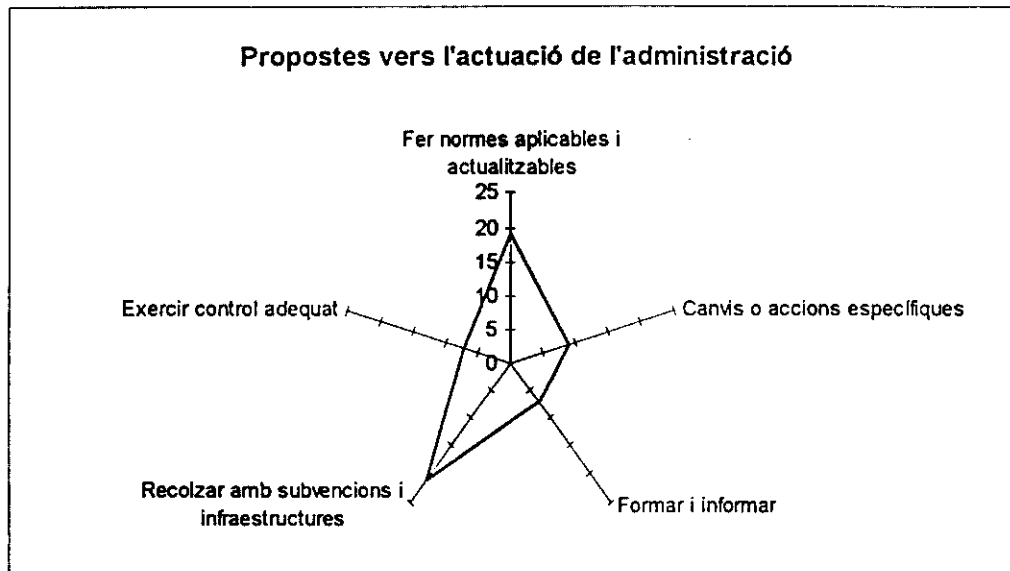 Propostes vers l'actuació de l'administració
Fer normes aplicables i
actualitzables
25
20
15
10
5
0
Exercir control adequat
Canvis o accions específiques
Recolzar amb subvencions i
infraestructures
Formar i informar